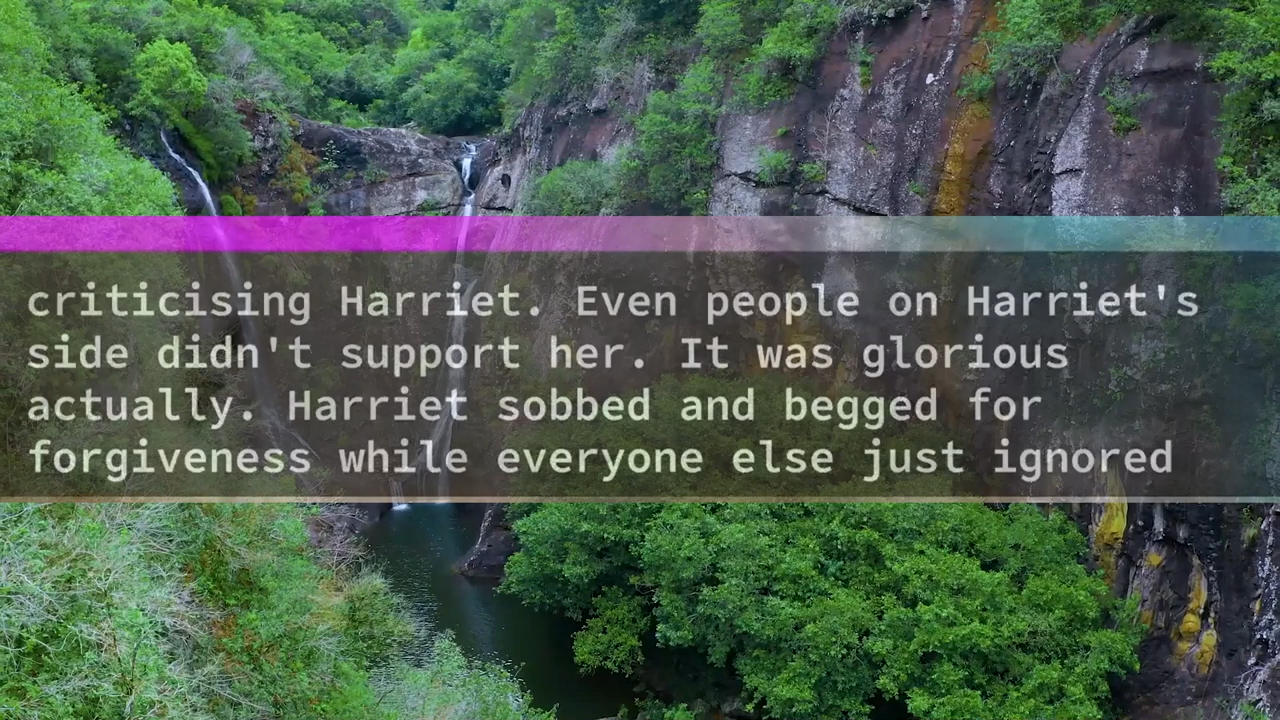 criticising Harriet. Even people on Harriet's
side didn't support her. It was glorious
actually. Harriet sobbed and begged for
forgiveness while everyone else just ignored